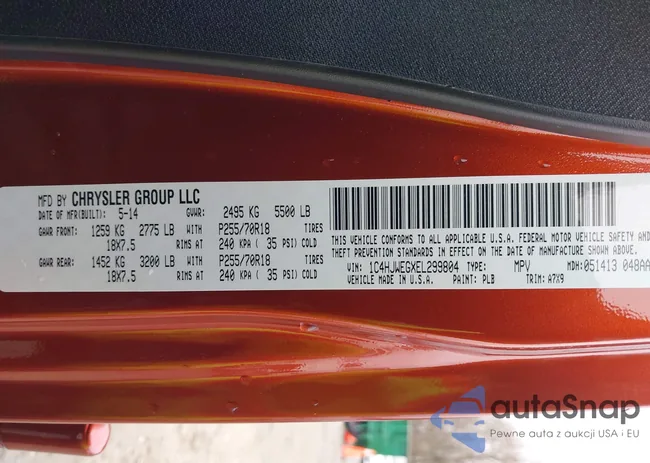 MFD BY CHRYSLER GROUP LLC
DATE OF MFR(BUILT): 5-14 GVWR: 2495 KG 5500 LB
GAWR FRONT: 1259 KG 2775 LB WITH P255/70R18 TIRES
18X7.5 RIMS AT 240 KPA ( 35 PSI) COLD
GAWR REAR: 1452 KG 3200 LB WITH P255/70R18 TIRES
18X7.5 RIMS AT 240 KPA ( 35 PSI) COLD
THIS VEHICLE CONFORMS TO ALL APPLICABLE U.S.A. FEDERAL MOTOR VEHICLE SAFETY AND
THEFT PREVENTION STANDARDS IN EFFECT ON THE DATE OF MANUFACTURE SHOWN ABOVE.
VIN: 1C4HJWEGXEL299804 TYPE: MPV MDH: 051413 048AA
VEHICLE MADE IN U.S.A. PAINT: PLB TRIM: A7X9
autoSnap
Pewne auta z aukcji USA i EU